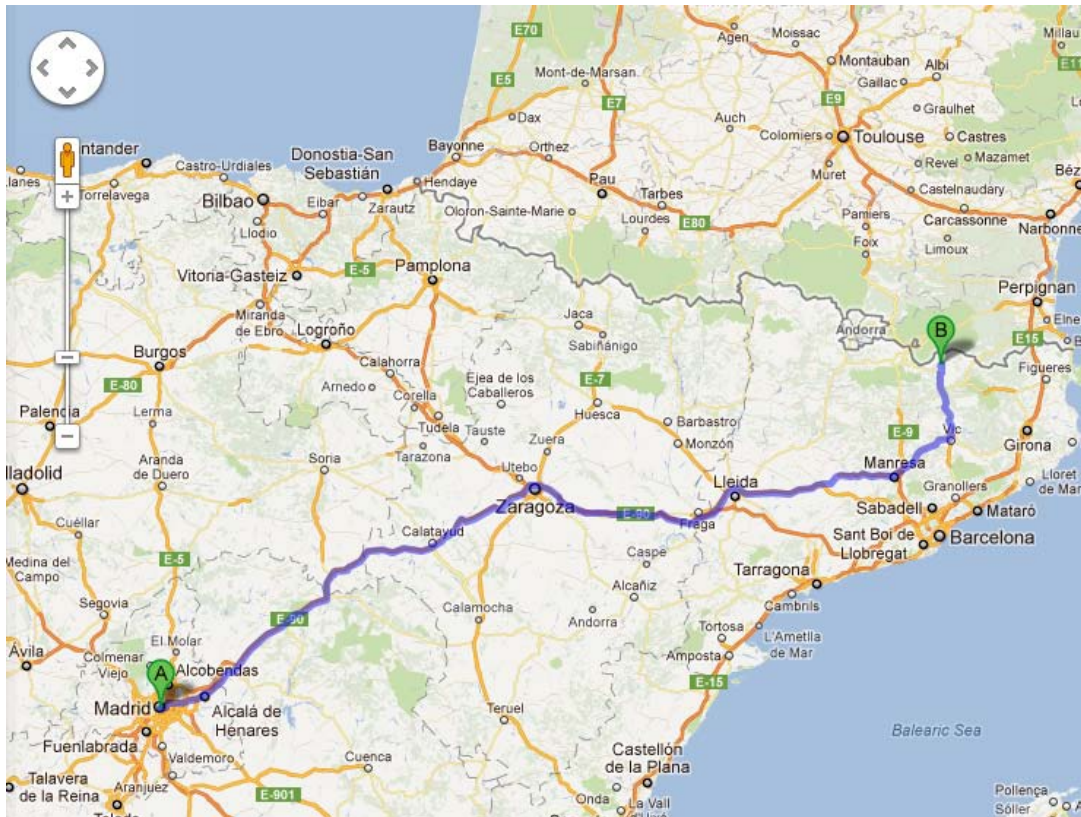 E70
Agen
Moissac
Millau
Montauban
Albi
E11
E5
Mont-de-Marsan
E7
E9
Gaillac
Graulhet
Dax
Auch
Colomiers
Toulouse
Castres
Bayonne
Orthez
Revel
Mazamet
Castro-Urdiales
Donostia-San
Sebastián
Hendaye
Pau
Tarbes
Muret
Castelnaudary
Torrelavega
Bilbao
Eibar
Zarautz
Oloron-Sainte-Marie
Lourdes
E80
Pamiers
Carcassonne
Narbonne
Llodio
Foix
Limoux
Vitoria-Gasteiz
E-5
Pamplona
Perpignan
Miranda
de Ebro
Logroño
Jaca
Sabiñánigo
Andorra
B
E15
Burgos
Calahorra
Figueres
E-80
Arnedo
Ejea de los
Caballeros
E-7
Palencia
Lerma
Corella
Huesca
Barbastro
Tudela
Tauste
Zuera
Monzón
E-9
Vic
Girona
Aranda
de Duero
Soria
Tarazona
Utebo
Lleida
Manresa
Granollers
Lloret
de Mar
Zaragoza
E-90
Fraga
Sabadell
Mataró
Cuéllar
Calatayud
Sant Boi de
Llobregat
Barcelona
E-5
Caspe
Medina del
Campo
Alcañiz
Tarragona
Segovia
E-90
Calamocha
Andorra
Cambrils
El Molar
Tortosa
L'Ametlla
de Mar
Ávila
Colmenar
Viejo
Alcobendas
Amposta
A
E-15
Madrid
Alcalá de
Henares
Teruel
Balearic Sea
Fuenlabrada
Valdemoro
Cuenca
Castellón
de la Plana
Talavera
de la Reina
Aranjuez
E-901
Onda
La Vall
Pollença
Sóller